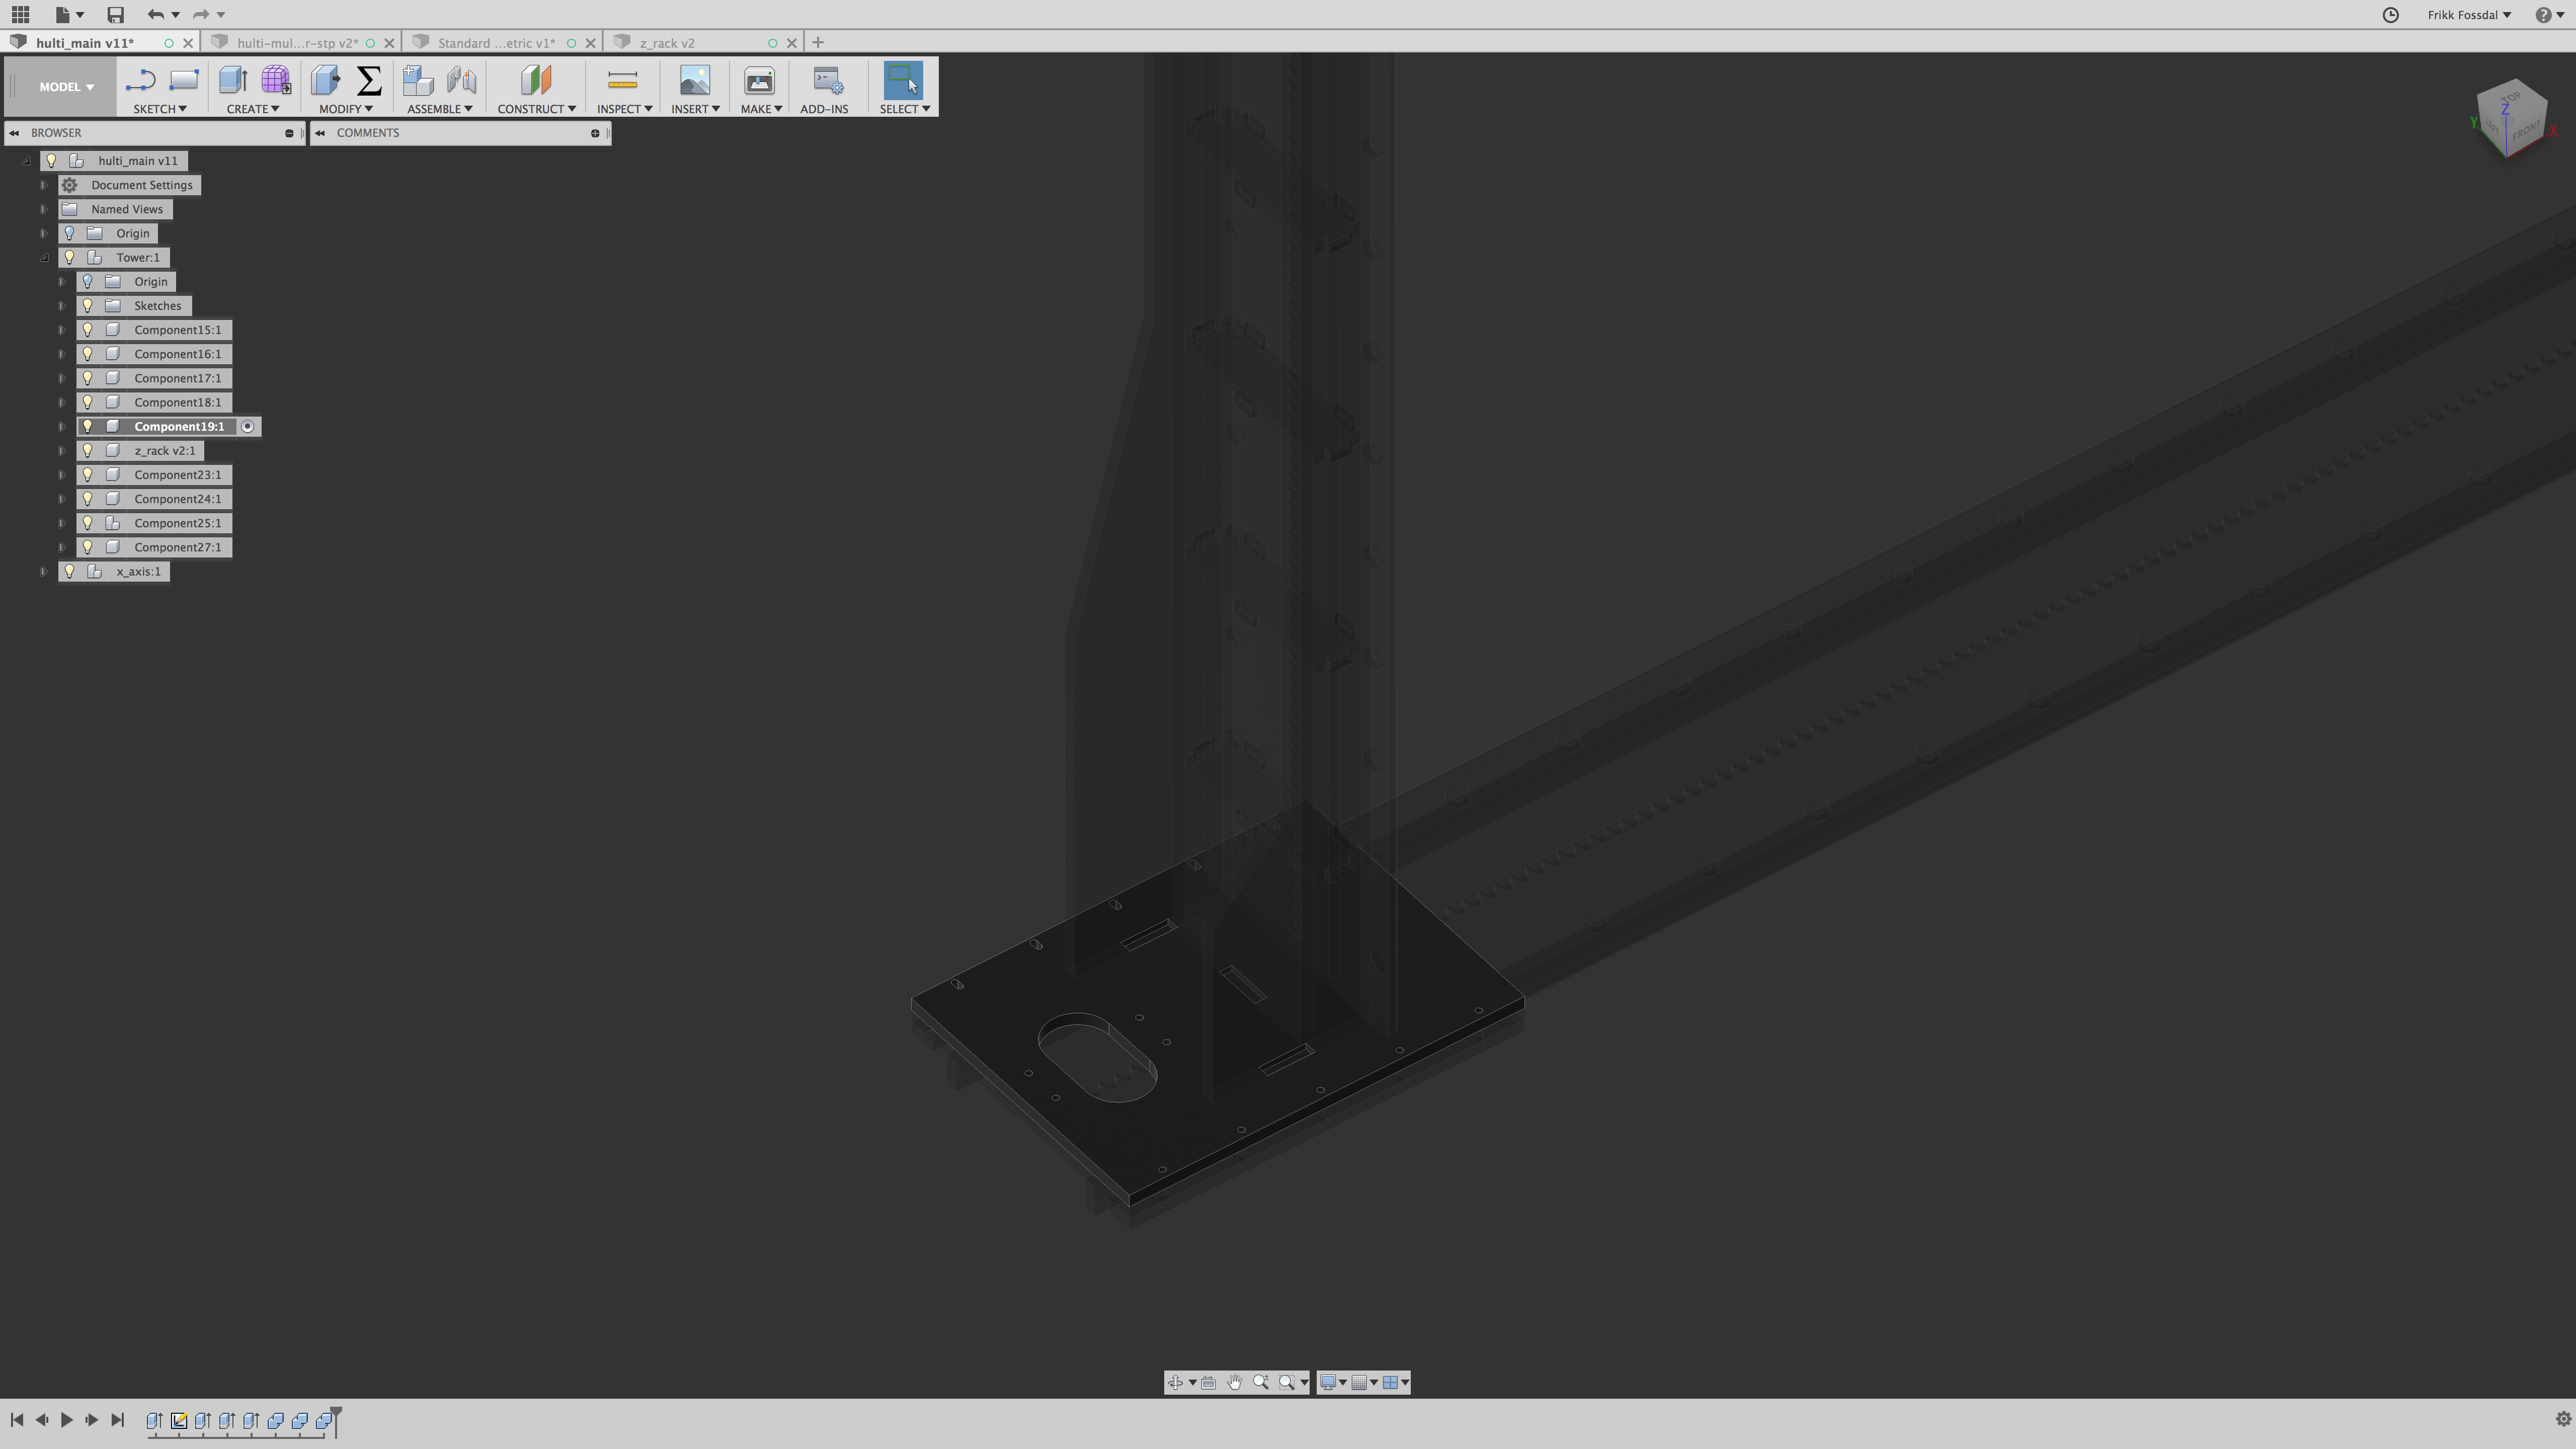 Frikk Fossdal
hulti_main v11*
hulti-mul...r-stp v2*
Standard ...etric v1*
z_rack v2
MODEL
SKETCH
CREATE
MODIFY
ASSEMBLE
CONSTRUCT
INSPECT
INSERT
MAKE
ADD-INS
SELECT
BROWSER
COMMENTS
TOP
LEFT
FRONT
Z
Y
X
hulti_main v11
Document Settings
Named Views
Origin
Tower:1
Origin
Sketches
Component15:1
Component16:1
Component17:1
Component18:1
Component19:1
z_rack v2:1
Component23:1
Component24:1
Component25:1
Component27:1
x_axis:1